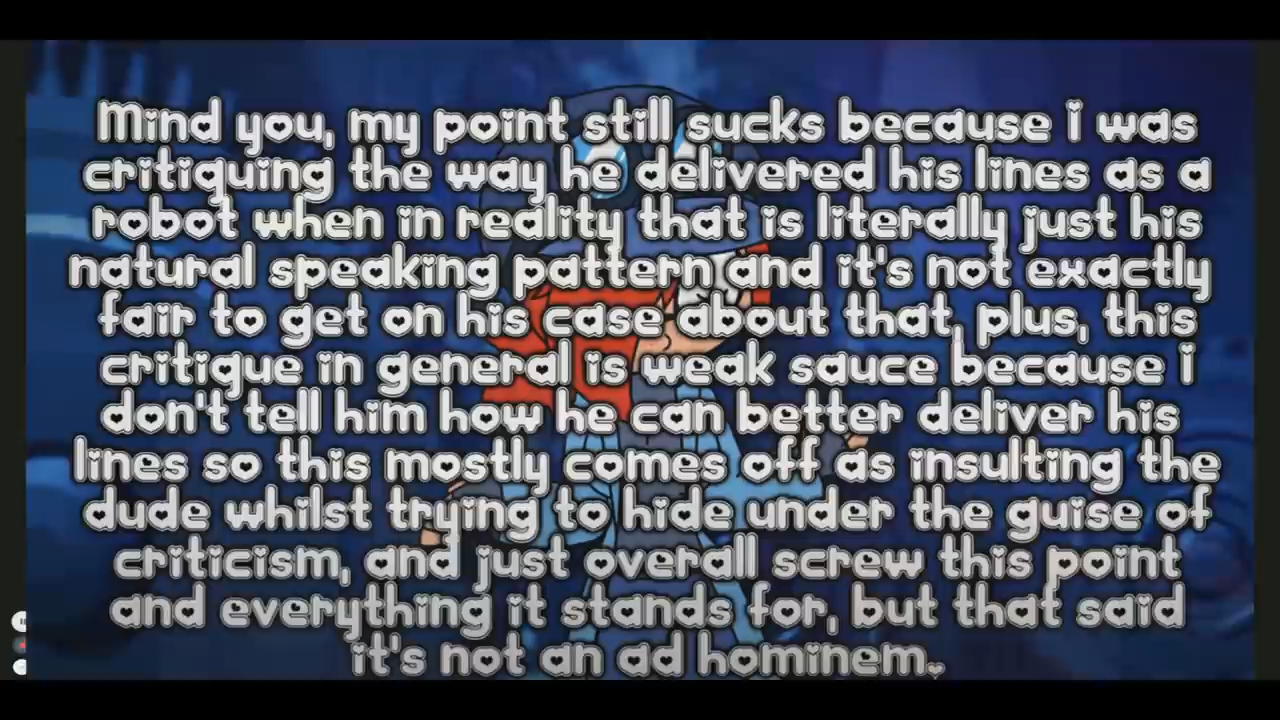 Mind you, my point still sucks because i was
critiquing the way he delivered his lines as a
robot when in reality that is literally just his
natural speaking pattern and it's not exactly
fair to get on his case about that, plus, this
critique in general is weak sauce because i
don't tell him how he can better deliver his
lines so this mostly comes off as insulting the
dude whilst trying to hide under the guise of
criticism, and just overall screw this point
and everything it stands for, but that said
it's not an ad hominem.